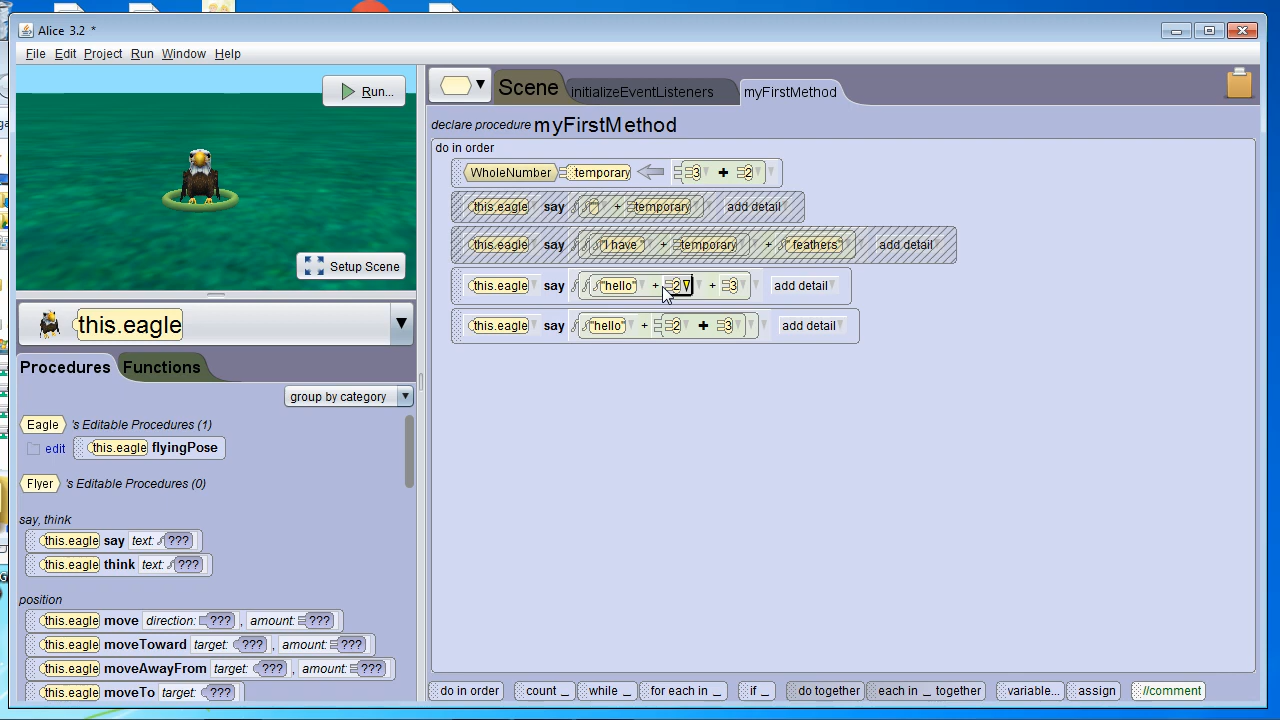 Alice 3.2 *
File Edit Project Run Window Help
Run...
Setup Scene
this.eagle
Procedures Functions
group by category
Eagle 's Editable Procedures (1)
edit this.eagle flyingPose
Flyer 's Editable Procedures (0)
say, think
this.eagle say text: ???
this.eagle think text: ???
position
this.eagle move direction: ??? , amount: ???
this.eagle moveToward target: ??? , amount: ???
this.eagle moveAwayFrom target: ??? , amount: ???
this.eagle moveTo target: ???
Scene initializeEventListeners myFirstMethod
declare procedure myFirstMethod
do in order
WholeNumber temporary 3 + 2
this.eagle say "" + temporary add detail
this.eagle say "I have " + temporary + " feathers" add detail
this.eagle say "hello" + 2 + 3 add detail
this.eagle say "hello" + 2 + 3 add detail
do in order count _ while _ for each in _ if _ do together each in _ together variable... assign //comment